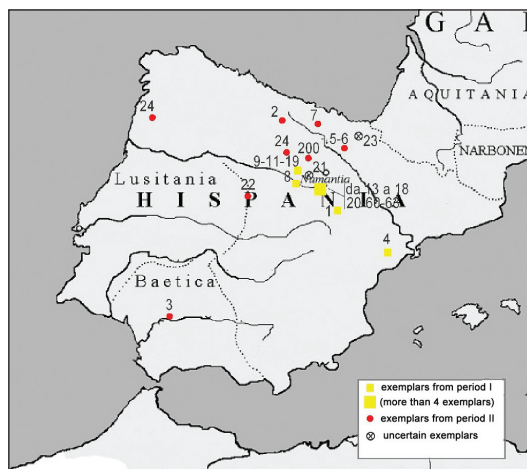 G A L
AQUITANIA
NARBONEN
24
2
7
5-6
23
24
200
9-11-19
21
Numantia
8
Lusitania
22
da 13 a 18
H I S P A N I A
20/60-68
1
4
Baetica
3
exemplars from period I
(more than 4 exemplars)
exemplars from period II
uncertain exemplars